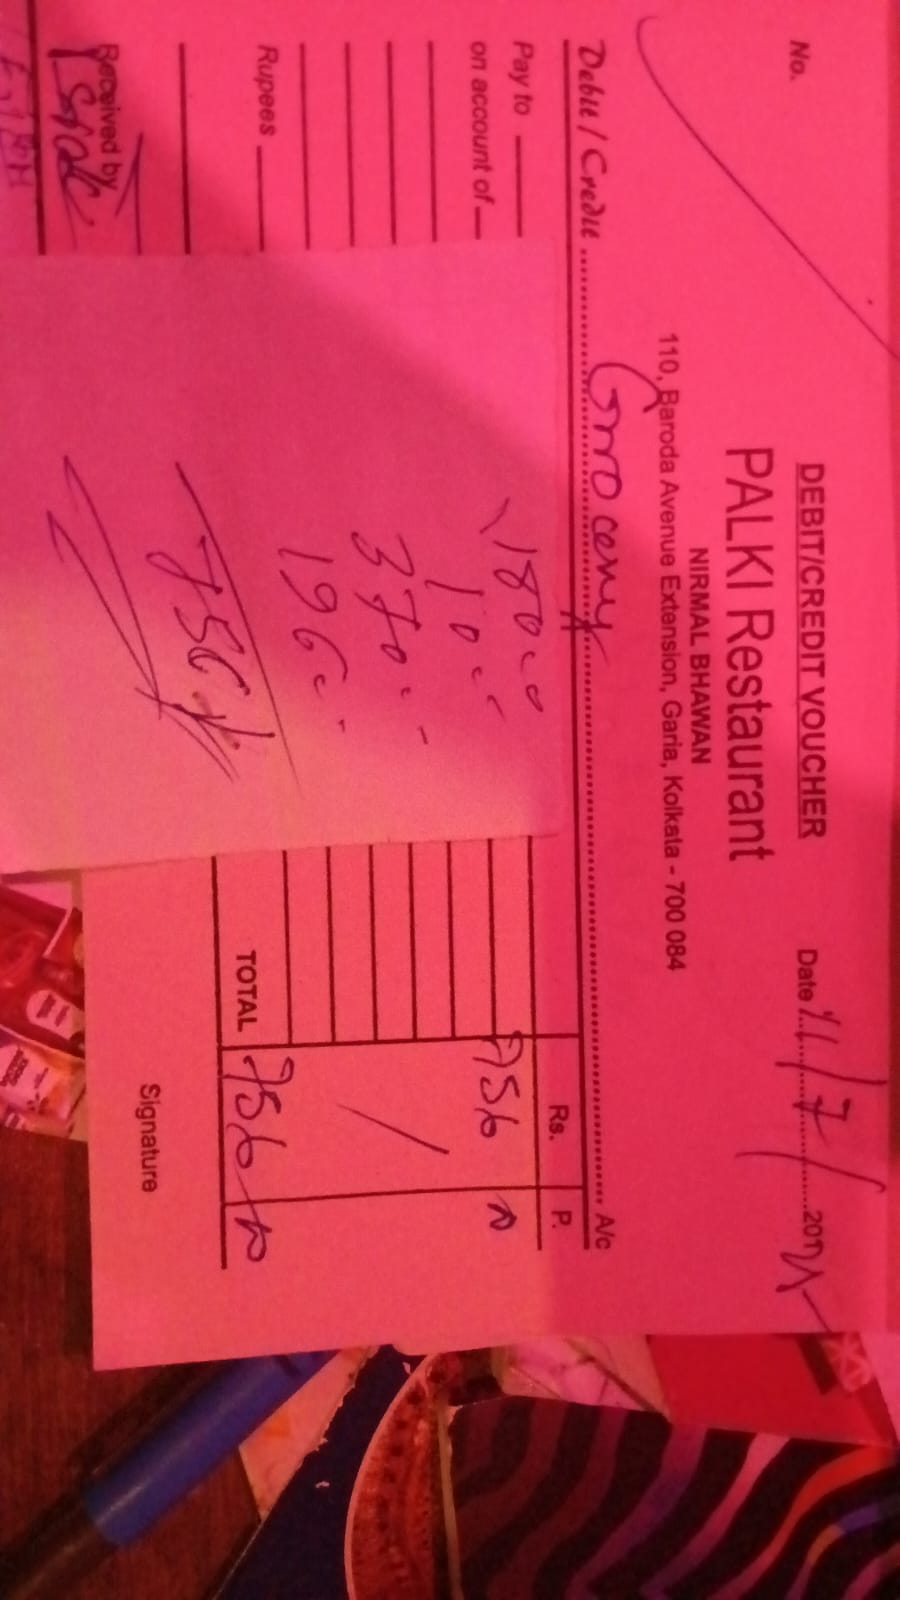 DEBIT/CREDIT VOUCHER
No.
Date 11/7/ 201
PALKI Restaurant
NIRMAL BHAWAN
110, Baroda Avenue Extension, Garia, Kolkata - 700 084
Debit / Credit Grocery A/c
Rs. P.
Pay to
on account of
756
180
10
370
196
756/-
Rupees
TOTAL 756
Received by
Signature